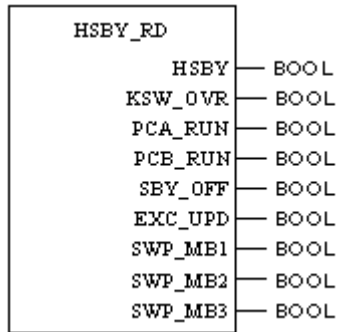 HSBY_RD
HSBY BOOL
KSW_OVR BOOL
PCA_RUN BOOL
PCB_RUN BOOL
SBY_OFF BOOL
EXC_UPD BOOL
SWP_MB1 BOOL
SWP_MB2 BOOL
SWP_MB3 BOOL